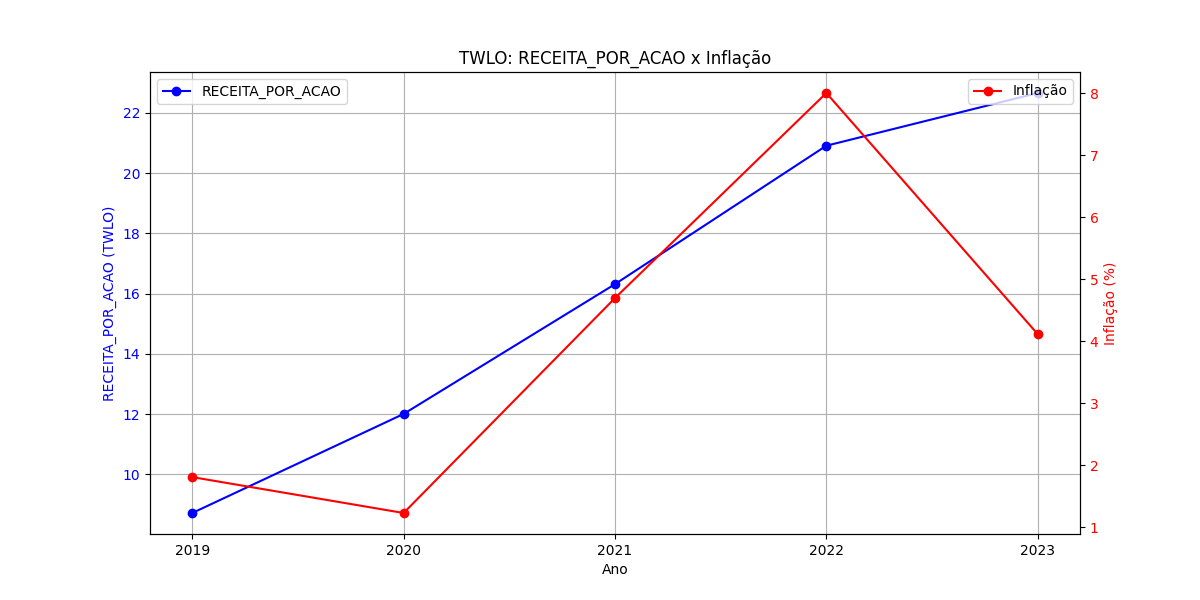 TWLO: RECEITA_POR_ACAO x Inflação
RECEITA_POR_ACAO
Inflação
22
20
18
16
14
12
10
RECEITA_POR_ACAO (TWLO)
8
7
6
5
4
3
2
1
Inflação (%)
2019 2020 2021 2022 2023
Ano